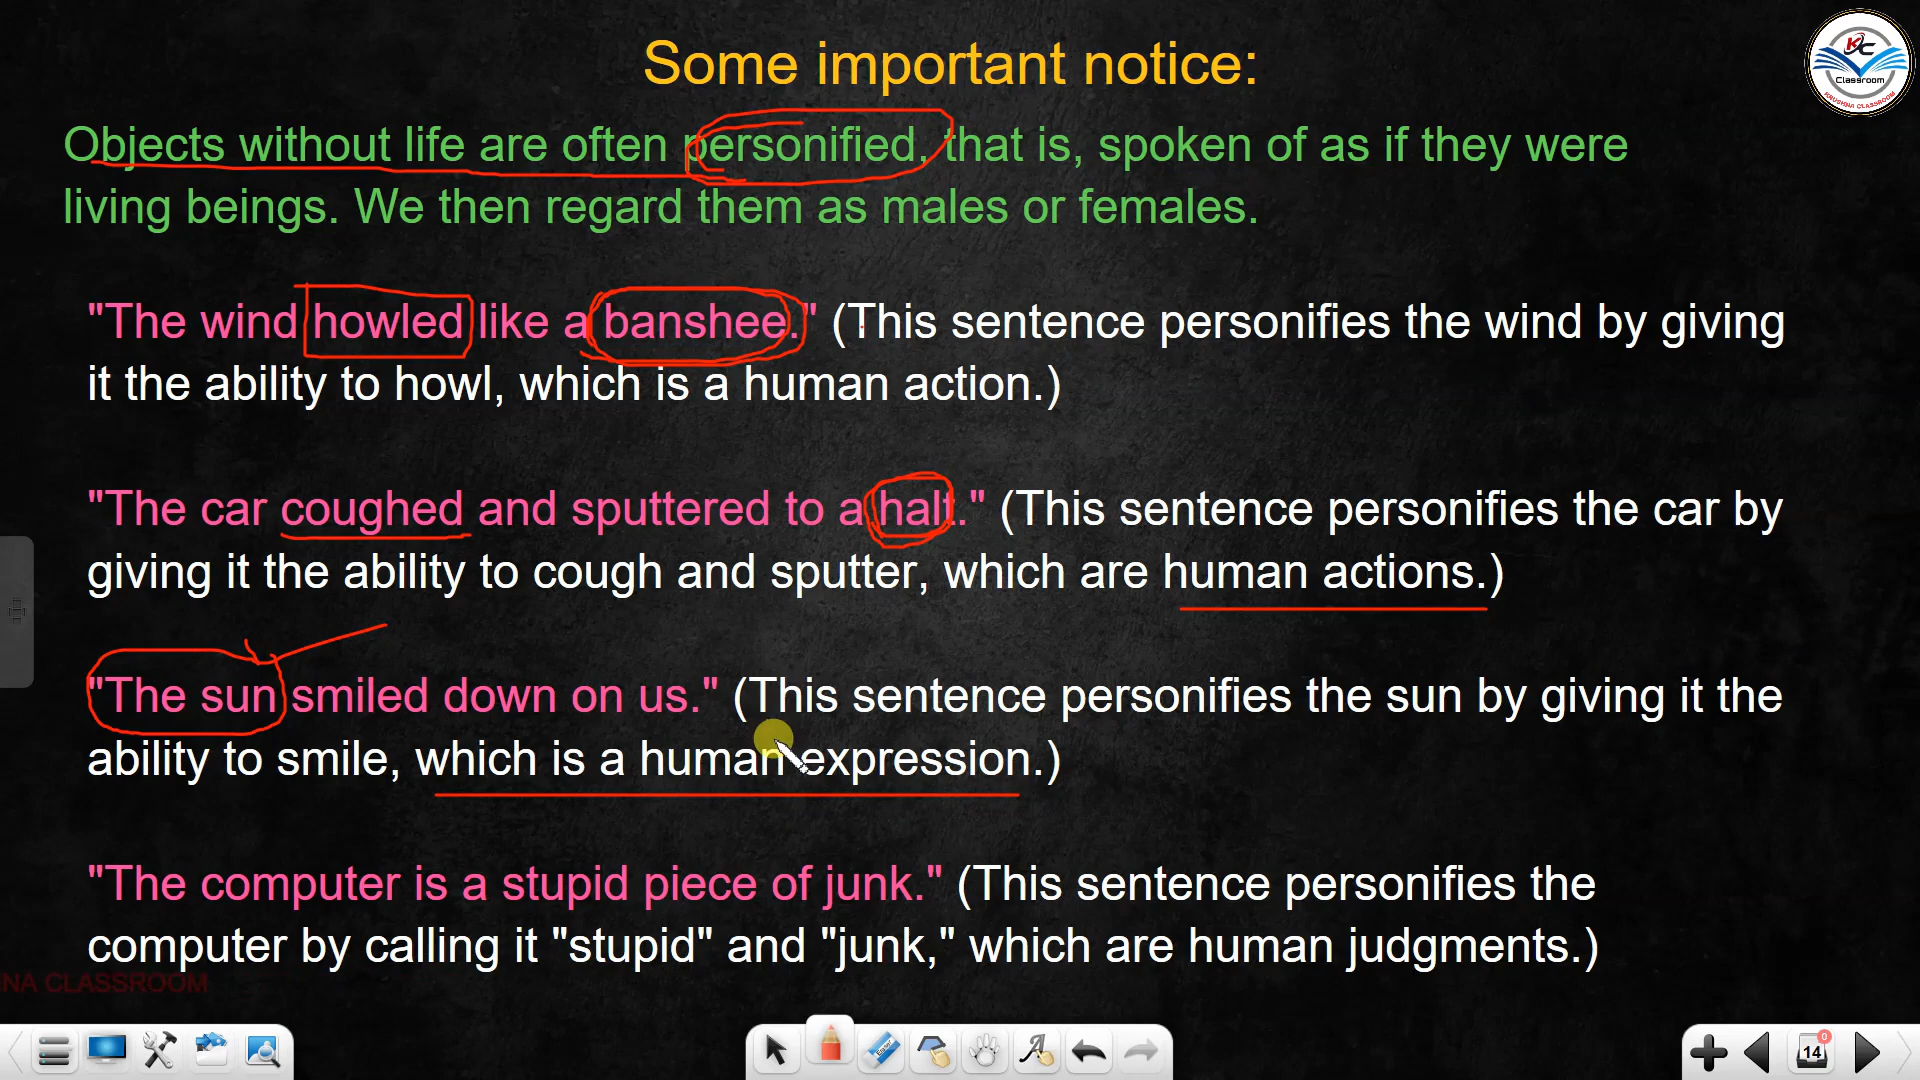 Some important notice:
KC
Classroom
KRUSHNA CLASSROOM
Objects without life are often personified, that is, spoken of as if they were
living beings. We then regard them as males or females.
"The wind howled like a banshee." (This sentence personifies the wind by giving
it the ability to howl, which is a human action.)
"The car coughed and sputtered to a halt." (This sentence personifies the car by
giving it the ability to cough and sputter, which are human actions.)
"The sun smiled down on us." (This sentence personifies the sun by giving it the
ability to smile, which is a human expression.)
"The computer is a stupid piece of junk." (This sentence personifies the
computer by calling it "stupid" and "junk," which are human judgments.)
NA CLASSROOM
Eraser
A
14
0